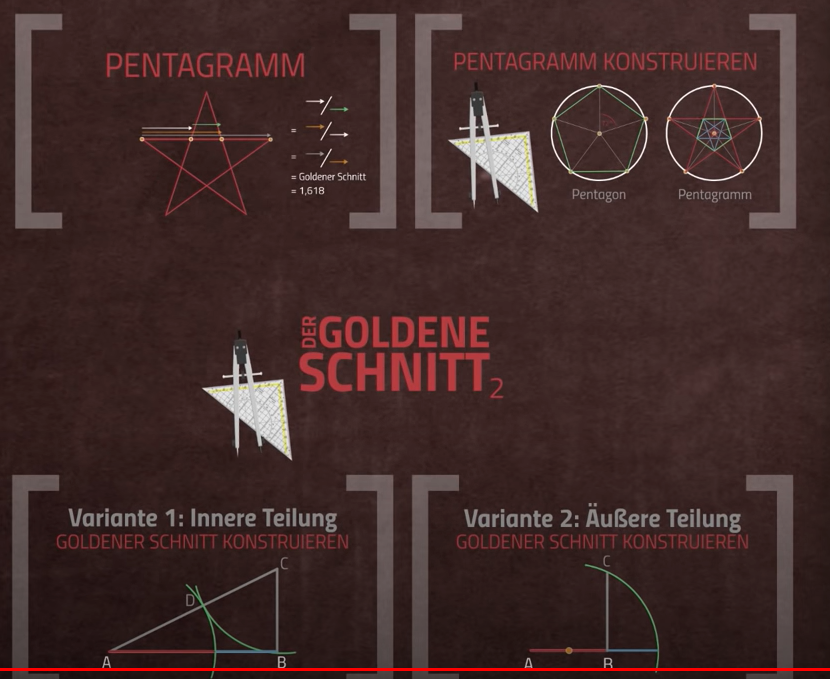 PENTAGRAMM
= Goldener Schnitt
= 1,618
PENTAGRAMM KONSTRUIEREN
Pentagon
Pentagramm
DER GOLDENE
SCHNITT 2
Variante 1: Innere Teilung
GOLDENER SCHNITT KONSTRUIEREN
C
D
A
B
Variante 2: Äußere Teilung
GOLDENER SCHNITT KONSTRUIEREN
C
A
B